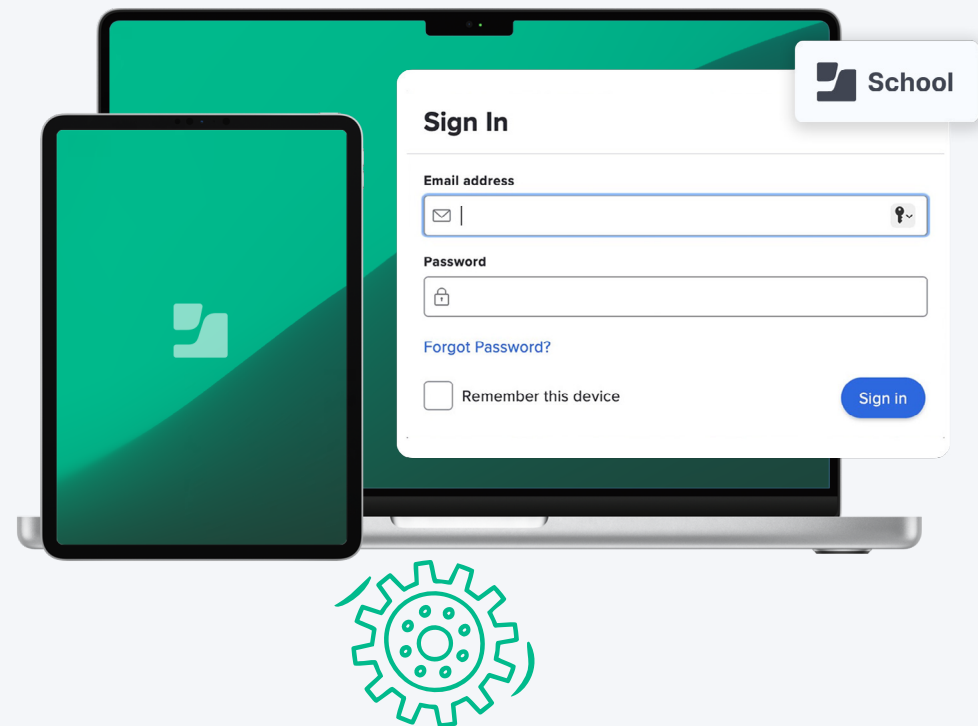 School
Sign In
Email address
Password
Forgot Password?
Remember this device
Sign in